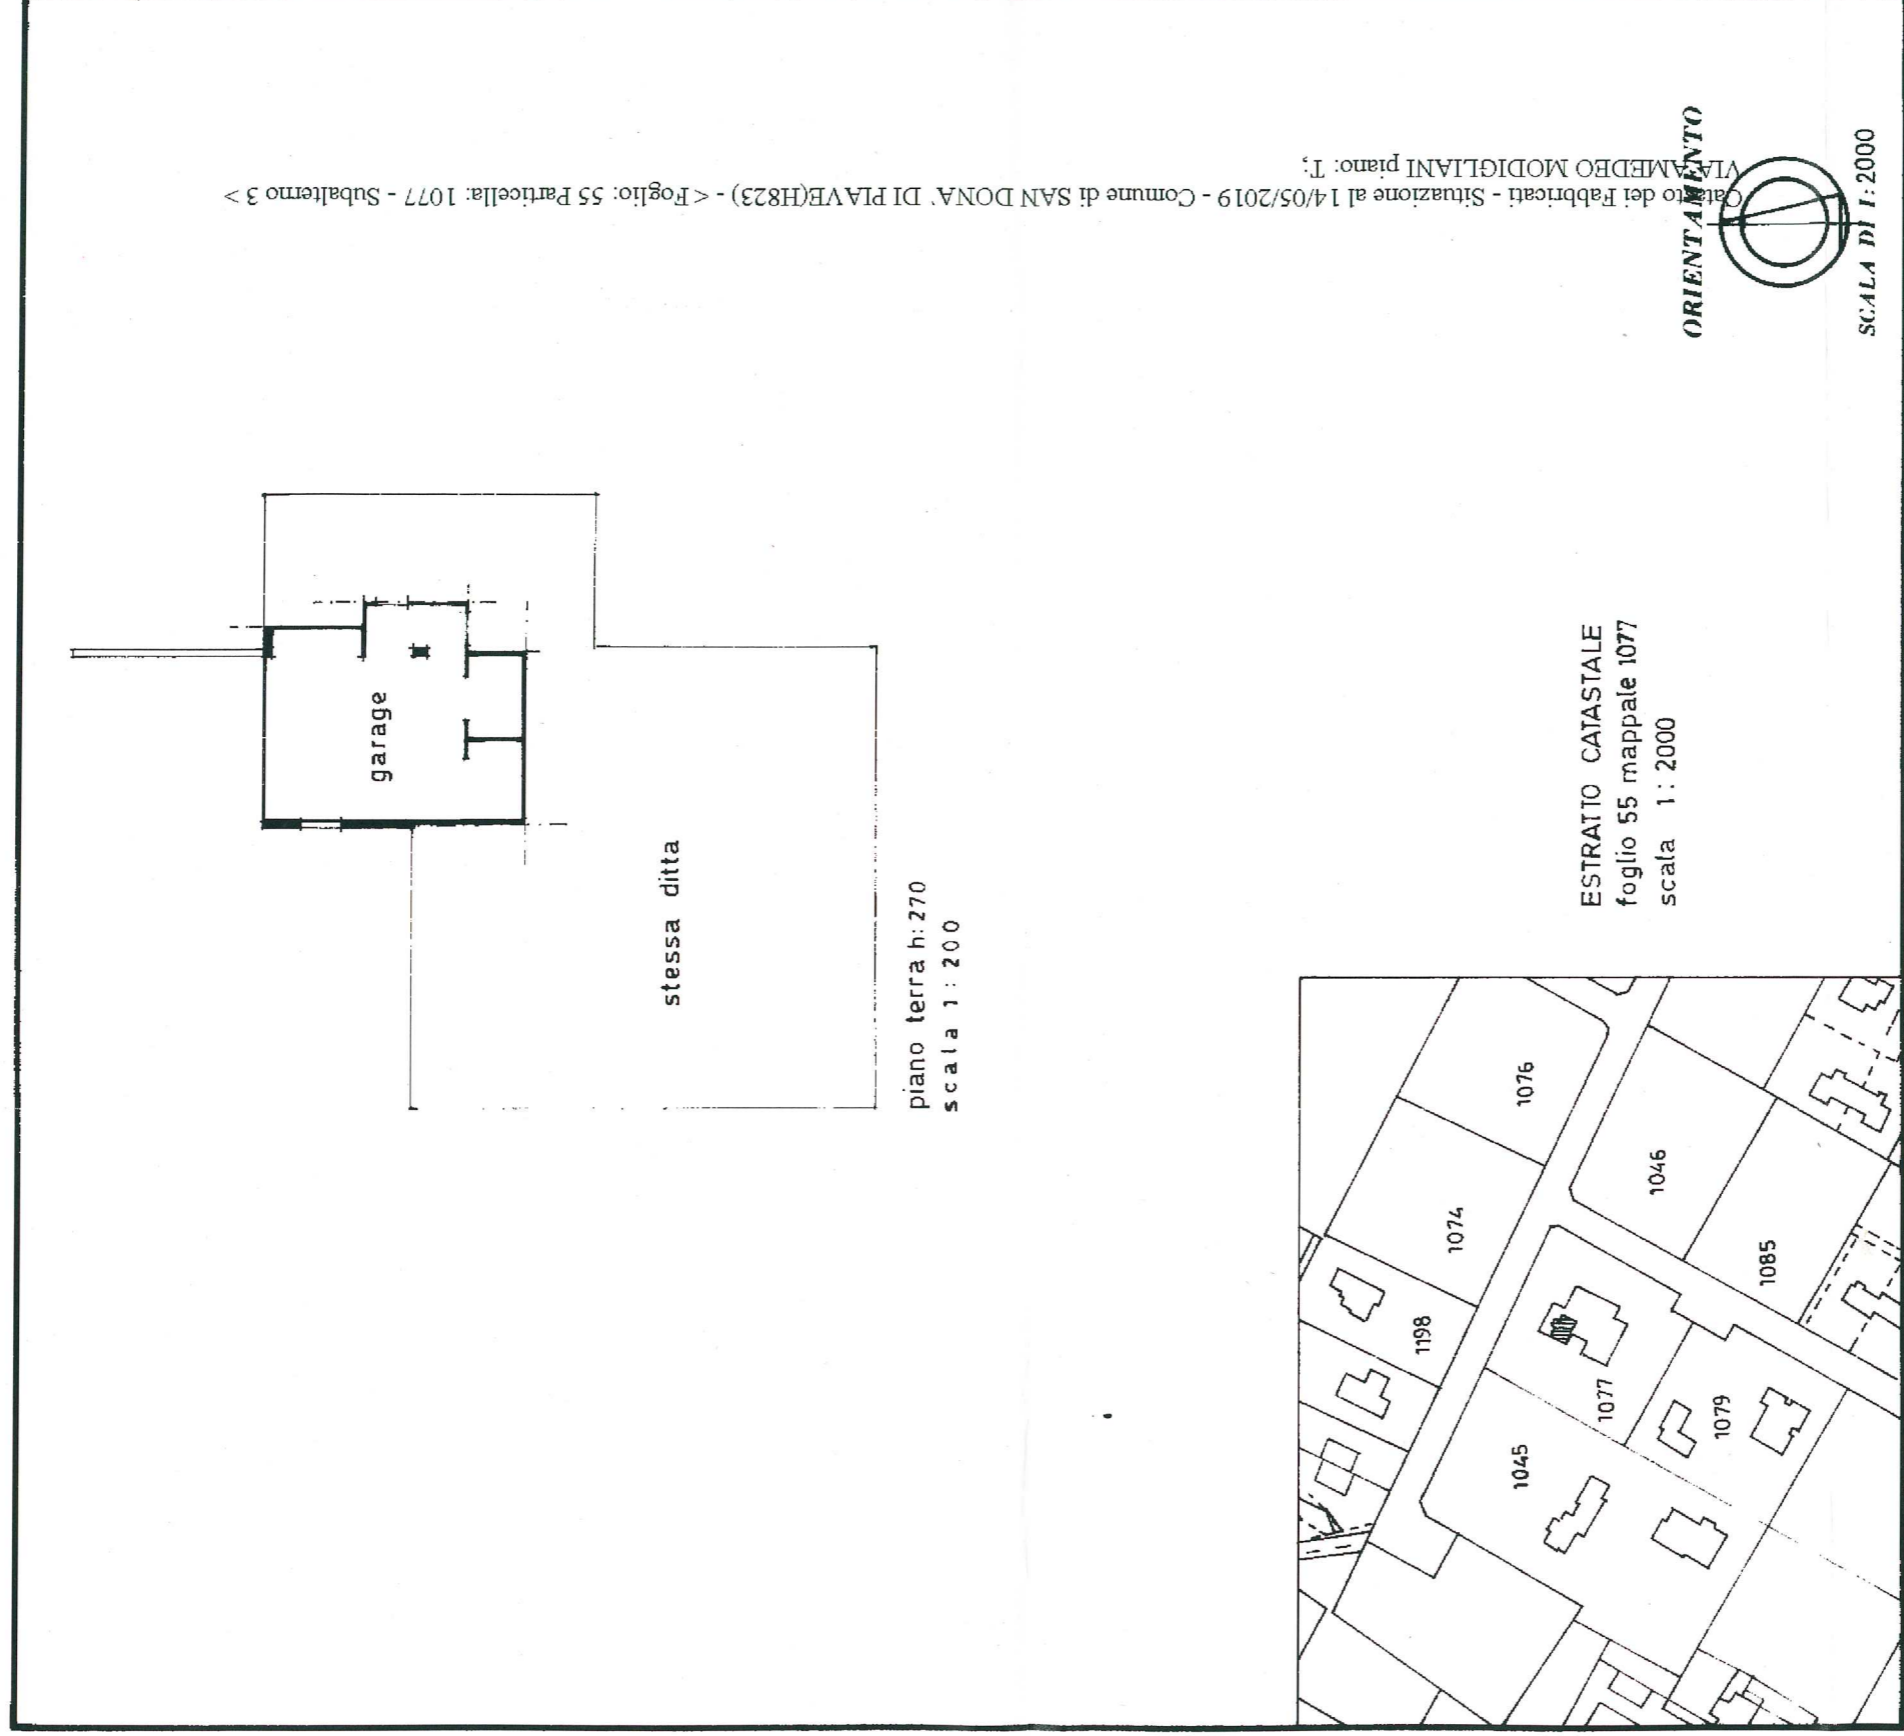 Catasto dei Fabbricati - Situazione al 14/05/2019 - Comune di SAN DONA` DI PIAVE(H823) - < Foglio: 55 Particella: 1077 - Subalterno 3 >
VIA AMEDEO MODIGLIANI piano: T;
garage
stessa ditta
piano terra h: 270
scala 1 : 200
ESTRATTO CATASTALE
foglio 55 mappale 1077
scala 1 : 2000
ORIENTAMENTO
SCALA DI 1: 2000
1076
1074
1198
1046
1085
1077
1079
1045